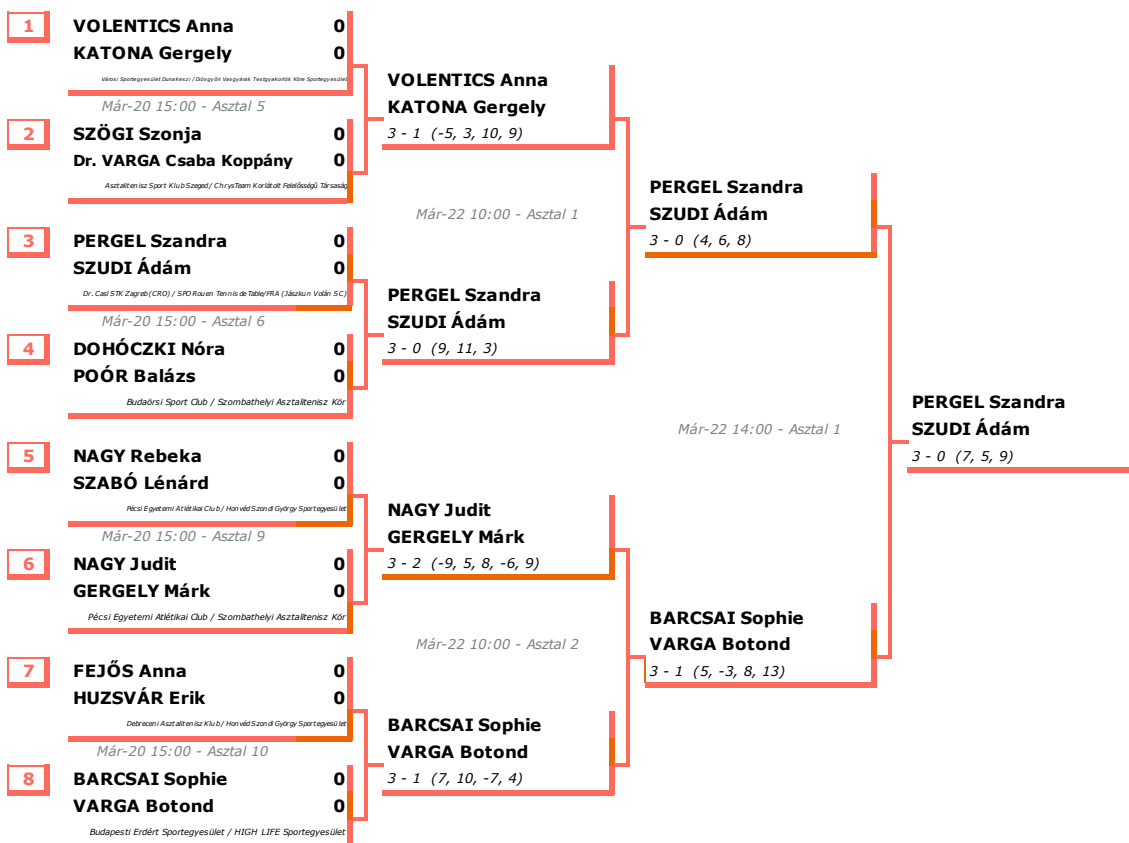 1
VOLENTICS Anna 0
KATONA Gergely 0
Városi Sportegyesület Dunakeszi / Diósgyőri Vasgyárak Testgyakorlók Köre Sportegyesület
Már-20 15:00 - Asztal 5
2
SZÖGI Szonja 0
Dr. VARGA Csaba Koppány 0
Asztalitenisz Sport Klub Szeged / ChrysTeam Korlátolt Felelősségű Társaság
3
PERGEL Szandra 0
SZUDI Ádám 0
Dr. Casl STK Zagreb (CRO) / SPO Rouen Tennis de Table/FRA (Jászkun Volán SC)
Már-20 15:00 - Asztal 6
4
DOHÓCZKI Nóra 0
POÓR Balázs 0
Budaörsi Sport Club / Szombathelyi Asztalitenisz Kör
5
NAGY Rebeka 0
SZABÓ Lénárd 0
Pécsi Egyetemi Atlétikai Club / Honvéd Szondi György Sportegyesület
Már-20 15:00 - Asztal 9
6
NAGY Judit 0
GERGELY Márk 0
Pécsi Egyetemi Atlétikai Club / Szombathelyi Asztalitenisz Kör
7
FEJŐS Anna 0
HUZSVÁR Erik 0
Debreceni Asztalitenisz Klub / Honvéd Szondi György Sportegyesület
Már-20 15:00 - Asztal 10
8
BARCSAI Sophie 0
VARGA Botond 0
Budapesti Erdért Sportegyesület / HIGH LIFE Sportegyesület
VOLENTICS Anna
KATONA Gergely
3 - 1 (-5, 3, 10, 9)
Már-22 10:00 - Asztal 1
PERGEL Szandra
SZUDI Ádám
3 - 0 (9, 11, 3)
NAGY Judit
GERGELY Márk
3 - 2 (-9, 5, 8, -6, 9)
Már-22 10:00 - Asztal 2
BARCSAI Sophie
VARGA Botond
3 - 1 (7, 10, -7, 4)
PERGEL Szandra
SZUDI Ádám
3 - 0 (4, 6, 8)
Már-22 14:00 - Asztal 1
BARCSAI Sophie
VARGA Botond
3 - 1 (5, -3, 8, 13)
PERGEL Szandra
SZUDI Ádám
3 - 0 (7, 5, 9)